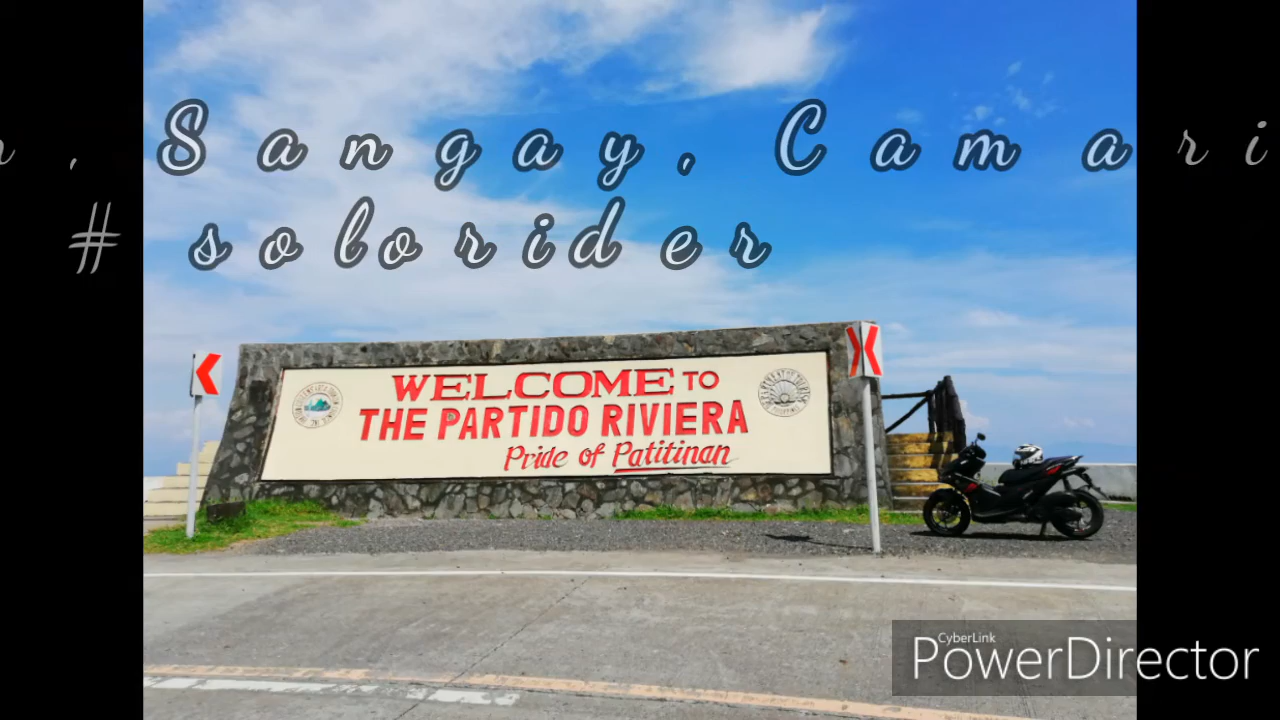 , Sangay, Camari
#solorider
WELCOME TO
THE PARTIDO RIVIERA
Pride of Patitinan
CyberLink
PowerDirector